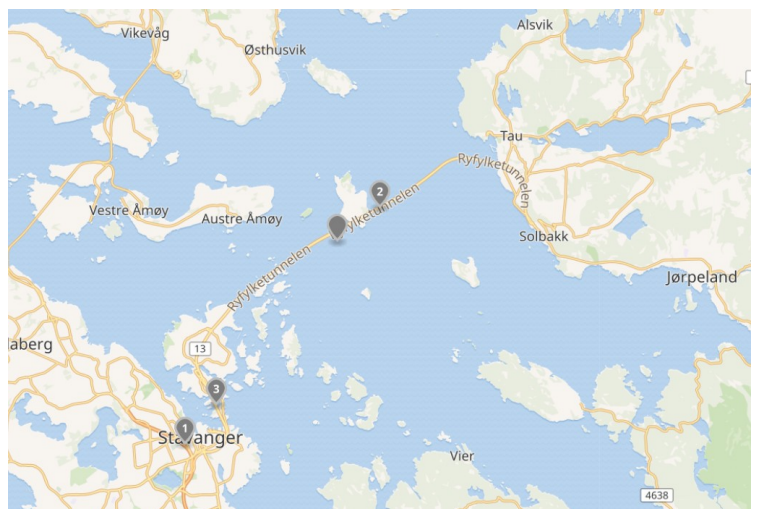 Alsvik
Vikevåg
Østhusvik
Tau
Ryfylketunnelen
2
Vestre Åmøy
Austre Åmøy
ylketunnelen
Solbakk
Ryfylketunnelen
Jørpeland
13
laberg
3
1
Stavanger
Vier
4638